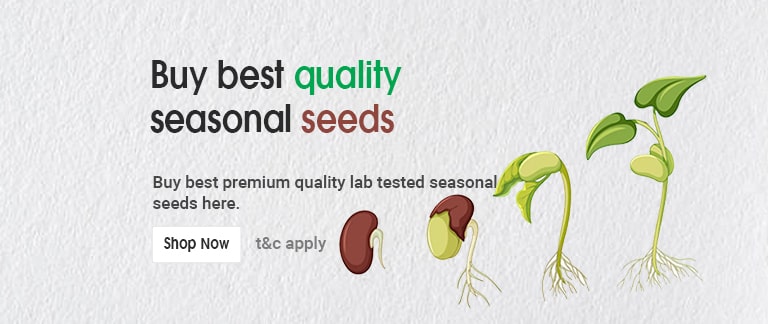 Buy best quality
seasonal seeds
Buy best premium quality lab tested seasonal
seeds here.
Shop Now t&c apply